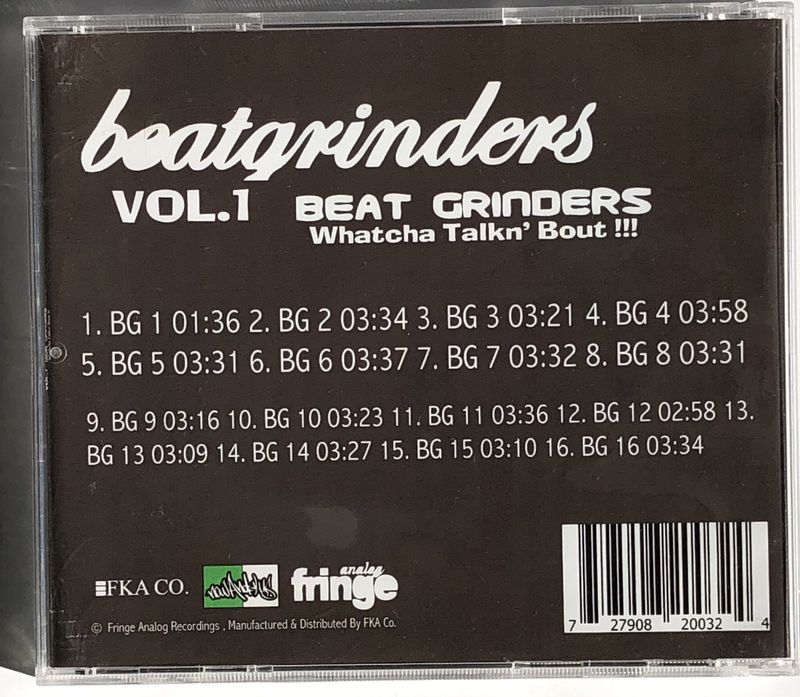 beatgrinders
VOL.1 BEAT GRINDERS
Whatcha Talkn' Bout !!!
1. BG 1 01:36 2. BG 2 03:34 3. BG 3 03:21 4. BG 4 03:58
5. BG 5 03:31 6. BG 6 03:37 7. BG 7 03:32 8. BG 8 03:31
9. BG 9 03:16 10. BG 10 03:23 11. BG 11 03:36 12. BG 12 02:58 13.
BG 13 03:09 14. BG 14 03:27 15. BG 15 03:10 16. BG 16 03:34
FKA CO.
analog
fringe
© Fringe Analog Recordings , Manufactured & Distributed By FKA Co.
7 27908 20032 4